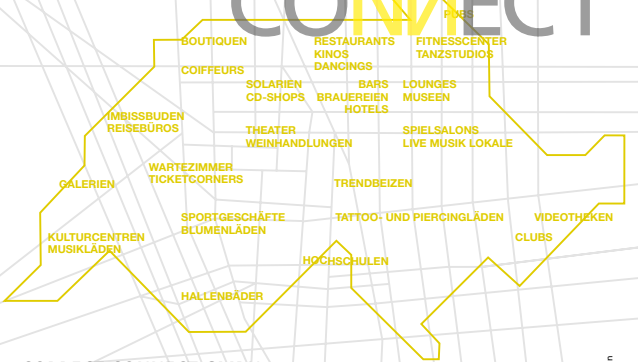 CONNECT
PUBS
BOUTIQUEN
RESTAURANTS
KINOS
DANCINGS
FITNESSCENTER
TANZSTUDIOS
COIFFEURS
SOLARIEN
CD-SHOPS
BARS
BRAUEREIEN
HOTELS
LOUNGES
MUSEEN
IMBISSBUDEN
REISEBÜROS
THEATER
WEINHANDLUNGEN
SPIELSALONS
LIVE MUSIK LOKALE
WARTEZIMMER
TICKETCORNERS
GALERIEN
TRENDBEIZEN
SPORTGESCHÄFTE
BLUMENLÄDEN
TATTOO- UND PIERCINGLÄDEN
VIDEOTHEKEN
KULTURCENTREN
MUSIKLÄDEN
CLUBS
HOCHSCHULEN
HALLENBÄDER